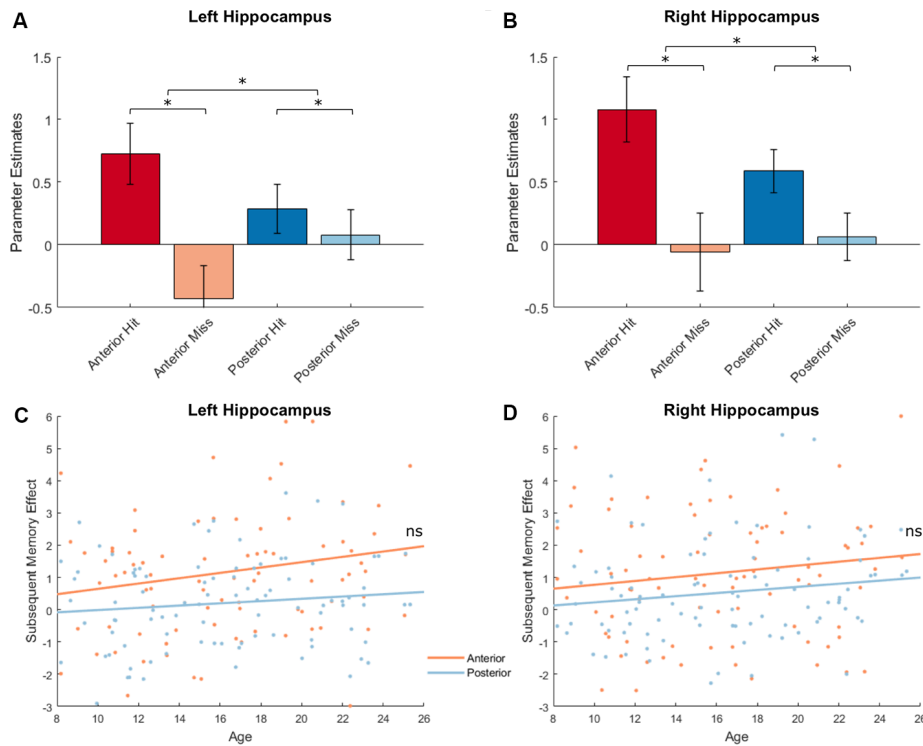 A
Left Hippocampus
Parameter Estimates
1.5
1
0.5
0
-0.5
*
*
*
Anterior Hit
Anterior Miss
Posterior Hit
Posterior Miss
B
Right Hippocampus
Parameter Estimates
1.5
1
0.5
0
-0.5
*
*
*
Anterior Hit
Anterior Miss
Posterior Hit
Posterior Miss
C
Left Hippocampus
Subsequent Memory Effect
6
5
4
3
2
1
0
-1
-2
-3
ns
Anterior
Posterior
8 10 12 14 16 18 20 22 24 26
Age
D
Right Hippocampus
Subsequent Memory Effect
6
5
4
3
2
1
0
-1
-2
-3
ns
8 10 12 14 16 18 20 22 24 26
Age